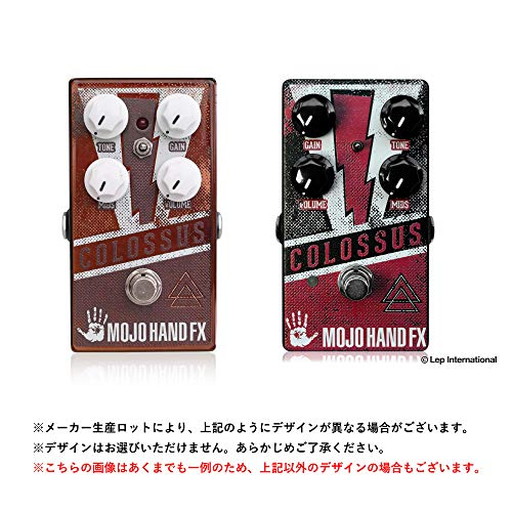 TONE GAIN
MIDS VOLUME
COLOSSUS
MOJO HAND FX
GAIN TONE
VOLUME MIDS
COLOSSUS
MOJO HAND FX
© Lep International
※メーカー生産ロットにより、上記のようにデザインが異なる場合がございます。
※デザインはお選びいただけません。あらかじめご了承ください。
※こちらの画像はあくまでも一例のため、上記以外のデザインの場合もございます。